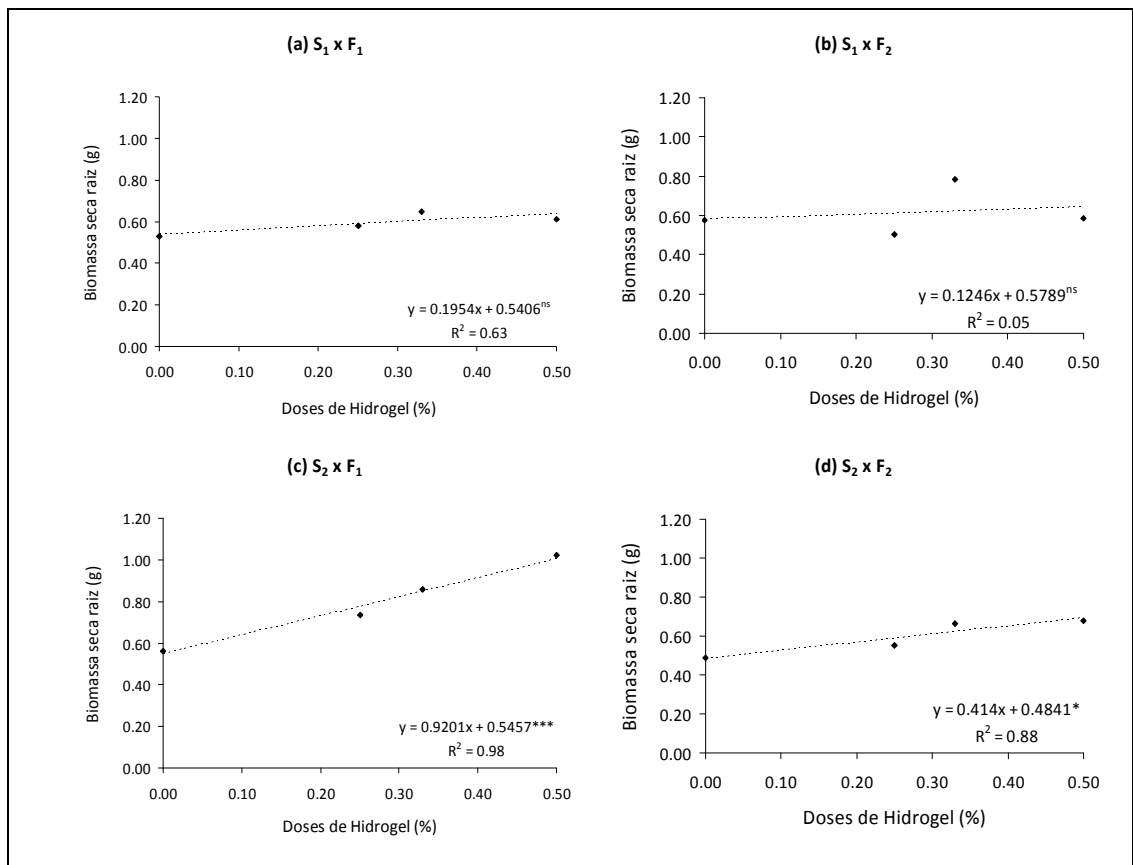 (a) S₁ x F₁
Biomassa seca raiz (g)
1.20
1.00
0.80
0.60
0.40
0.20
0.00
y = 0.1954x + 0.5406ⁿˢ
R² = 0.63
0.00 0.10 0.20 0.30 0.40 0.50
Doses de Hidrogel (%)
(b) S₁ x F₂
Biomassa seca raiz (g)
1.20
1.00
0.80
0.60
0.40
0.20
0.00
y = 0.1246x + 0.5789ⁿˢ
R² = 0.05
0.00 0.10 0.20 0.30 0.40 0.50
Doses de Hidrogel (%)
(c) S₂ x F₁
Biomassa seca raiz (g)
1.20
1.00
0.80
0.60
0.40
0.20
0.00
y = 0.9201x + 0.5457***
R² = 0.98
0.00 0.10 0.20 0.30 0.40 0.50
Doses de Hidrogel (%)
(d) S₂ x F₂
Biomassa seca raiz (g)
1.20
1.00
0.80
0.60
0.40
0.20
0.00
y = 0.414x + 0.4841*
R² = 0.88
0.00 0.10 0.20 0.30 0.40 0.50
Doses de Hidrogel (%)